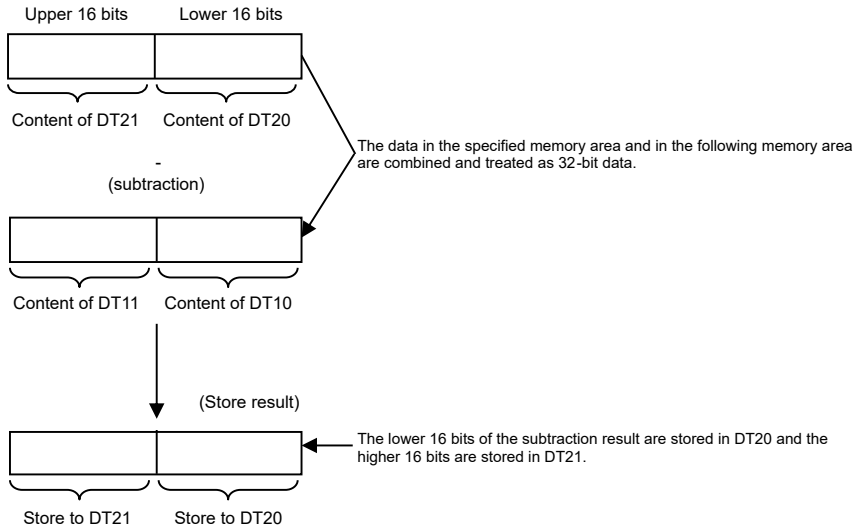 Upper 16 bits Lower 16 bits
Content of DT21 Content of DT20
The data in the specified memory area and in the following memory area
are combined and treated as 32-bit data.
-
(subtraction)
Content of DT11 Content of DT10
(Store result)
The lower 16 bits of the subtraction result are stored in DT20 and the
higher 16 bits are stored in DT21.
Store to DT21 Store to DT20